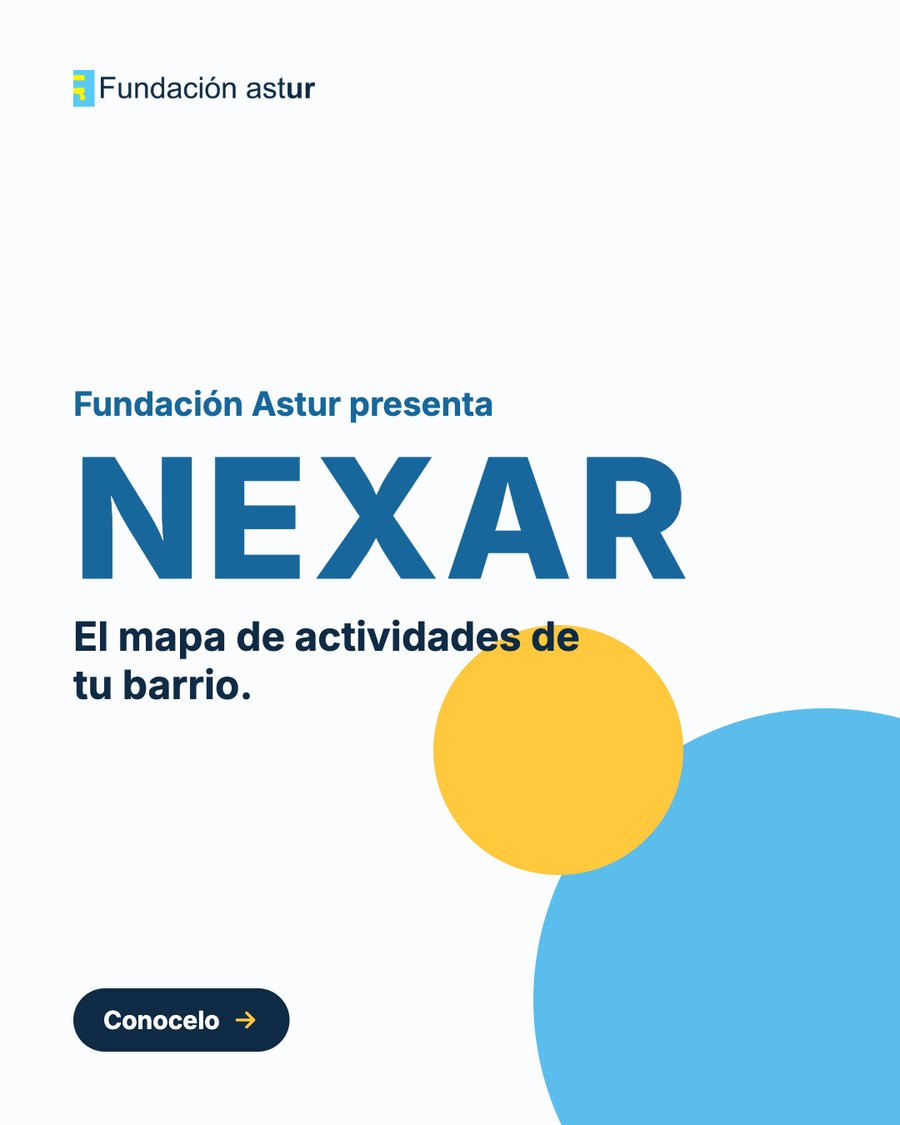 Fundación astur
Fundación Astur presenta
NEXAR
El mapa de actividades de
tu barrio.
Conocelo →